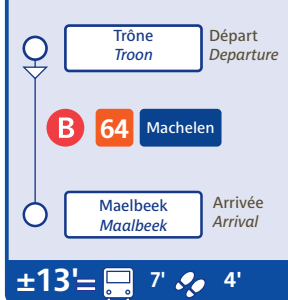 Trône Départ
Troon Departure
B 64 Machelen
Maelbeek Arrivée
Maalbeek Arrival
±13'= 7' 4'